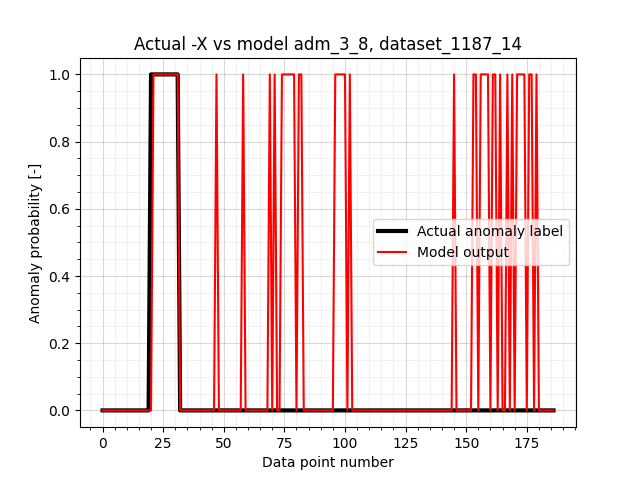 Actual -X vs model adm_3_8, dataset_1187_14
1.0
0.8
0.6
0.4
0.2
0.0
Anomaly probability [-]
Actual anomaly label
Model output
0 25 50 75 100 125 150 175
Data point number